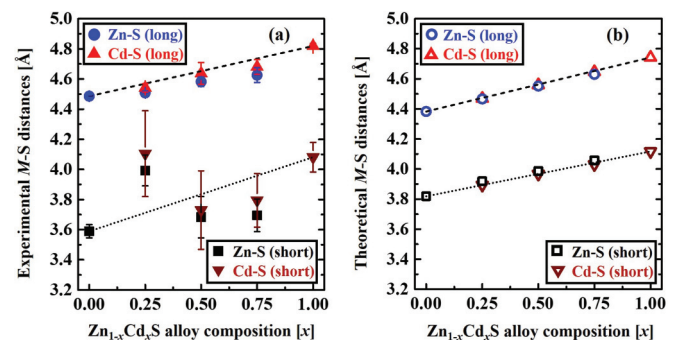 (a)
Zn-S (long)
Cd-S (long)
Experimental M-S distances [Å]
5.0
4.8
4.6
4.4
4.2
4.0
3.8
3.6
3.4
3.2
Zn-S (short)
Cd-S (short)
0.00 0.25 0.50 0.75 1.00
Zn1-xCdxS alloy composition [x]
(b)
Zn-S (long)
Cd-S (long)
Theoretical M-S distances [Å]
5.0
4.8
4.6
4.4
4.2
4.0
3.8
3.6
3.4
3.2
Zn-S (short)
Cd-S (short)
0.00 0.25 0.50 0.75 1.00
Zn1-xCdxS alloy composition [x]